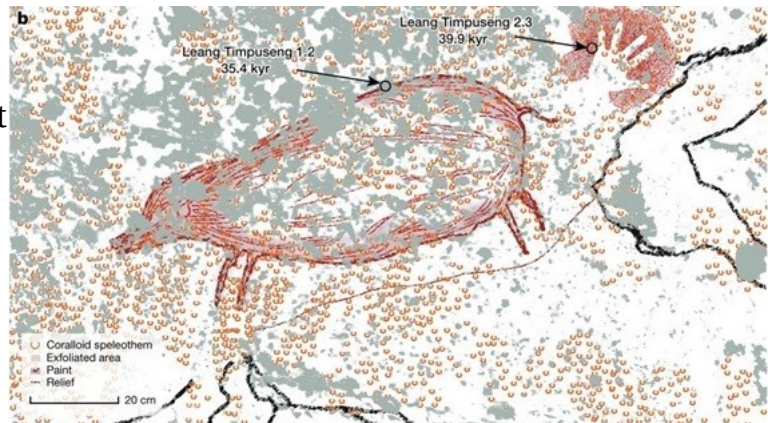 b
Leang Timpuseng 2.3
39.9 kyr
Leang Timpuseng 1.2
35.4 kyr
Coralloid speleothem
Exfoliated area
Paint
Relief
20 cm